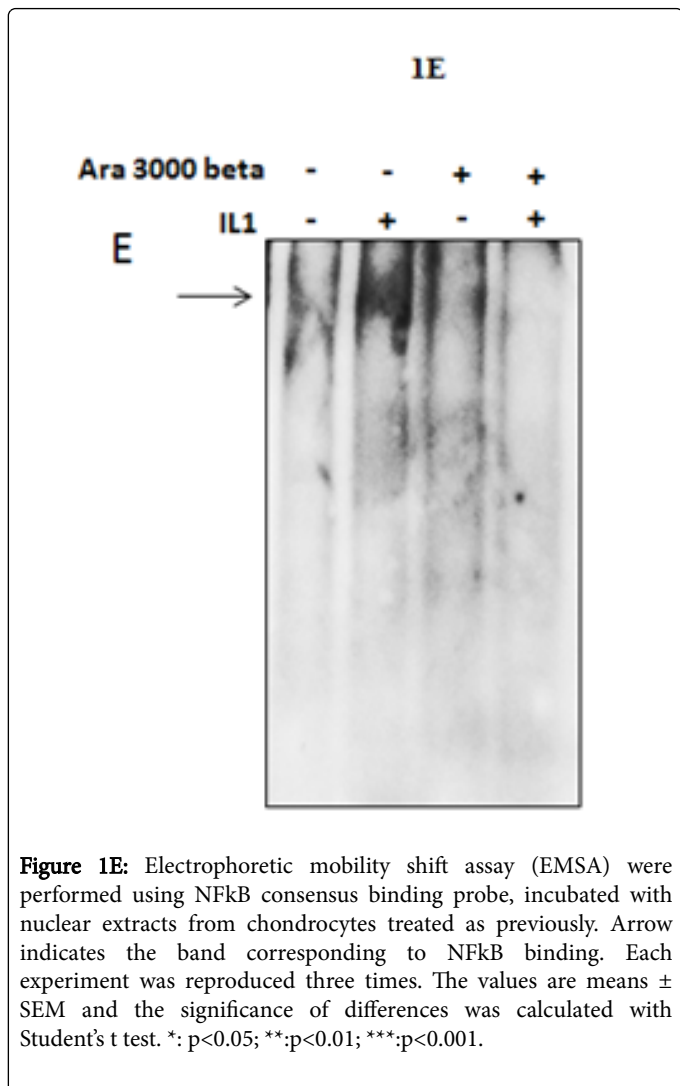 1E
Ara 3000 beta - - + +
IL1 - + - +
E
Figure 1E: Electrophoretic mobility shift assay (EMSA) were
performed using NFkB consensus binding probe, incubated with
nuclear extracts from chondrocytes treated as previously. Arrow
indicates the band corresponding to NFkB binding. Each
experiment was reproduced three times. The values are means ±
SEM and the significance of differences was calculated with
Student’s t test. *: p<0.05; **:p<0.01; ***:p<0.001.